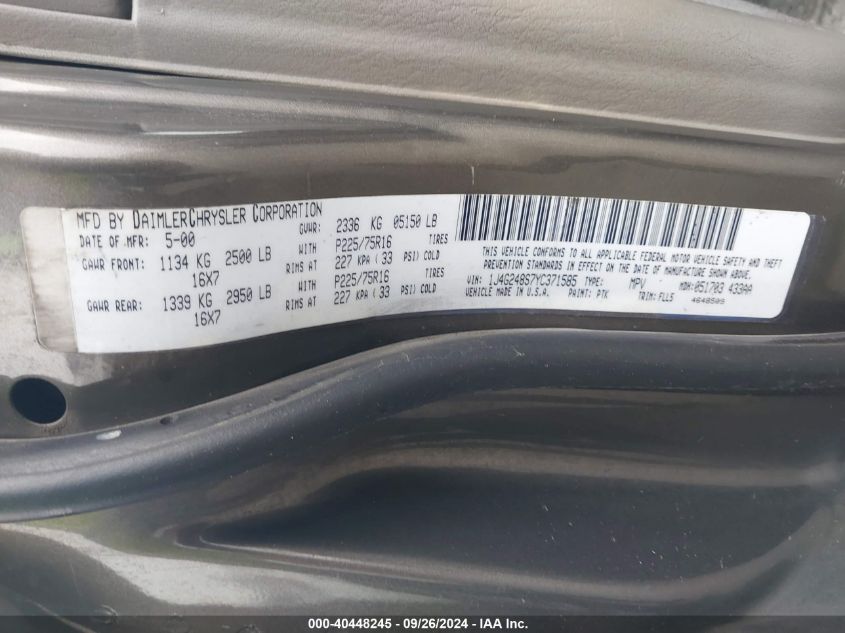 MFD BY DAIMLERCHRYSLER CORPORATION
DATE OF MFR: 5-00 GVWR: 2336 KG 05150 LB
GAWR FRONT: 1134 KG 2500 LB WITH P225/75R16 TIRES
16X7 RIMS AT 227 KPA ( 33 PSI) COLD
GAWR REAR: 1339 KG 2950 LB WITH P225/75R16 TIRES
16X7 RIMS AT 227 KPA ( 33 PSI) COLD
THIS VEHICLE CONFORMS TO ALL APPLICABLE FEDERAL MOTOR VEHICLE SAFETY AND THEFT
PREVENTION STANDARDS IN EFFECT ON THE DATE OF MANUFACTURE SHOWN ABOVE.
VIN: 1J4G248S7YC371585 TYPE: MPV MDH: 051703 433AA
VEHICLE MADE IN U.S.A. PAINT: PTK TRIM: FLL5 4648509
000-40448245 - 09/26/2024 - IAA Inc.